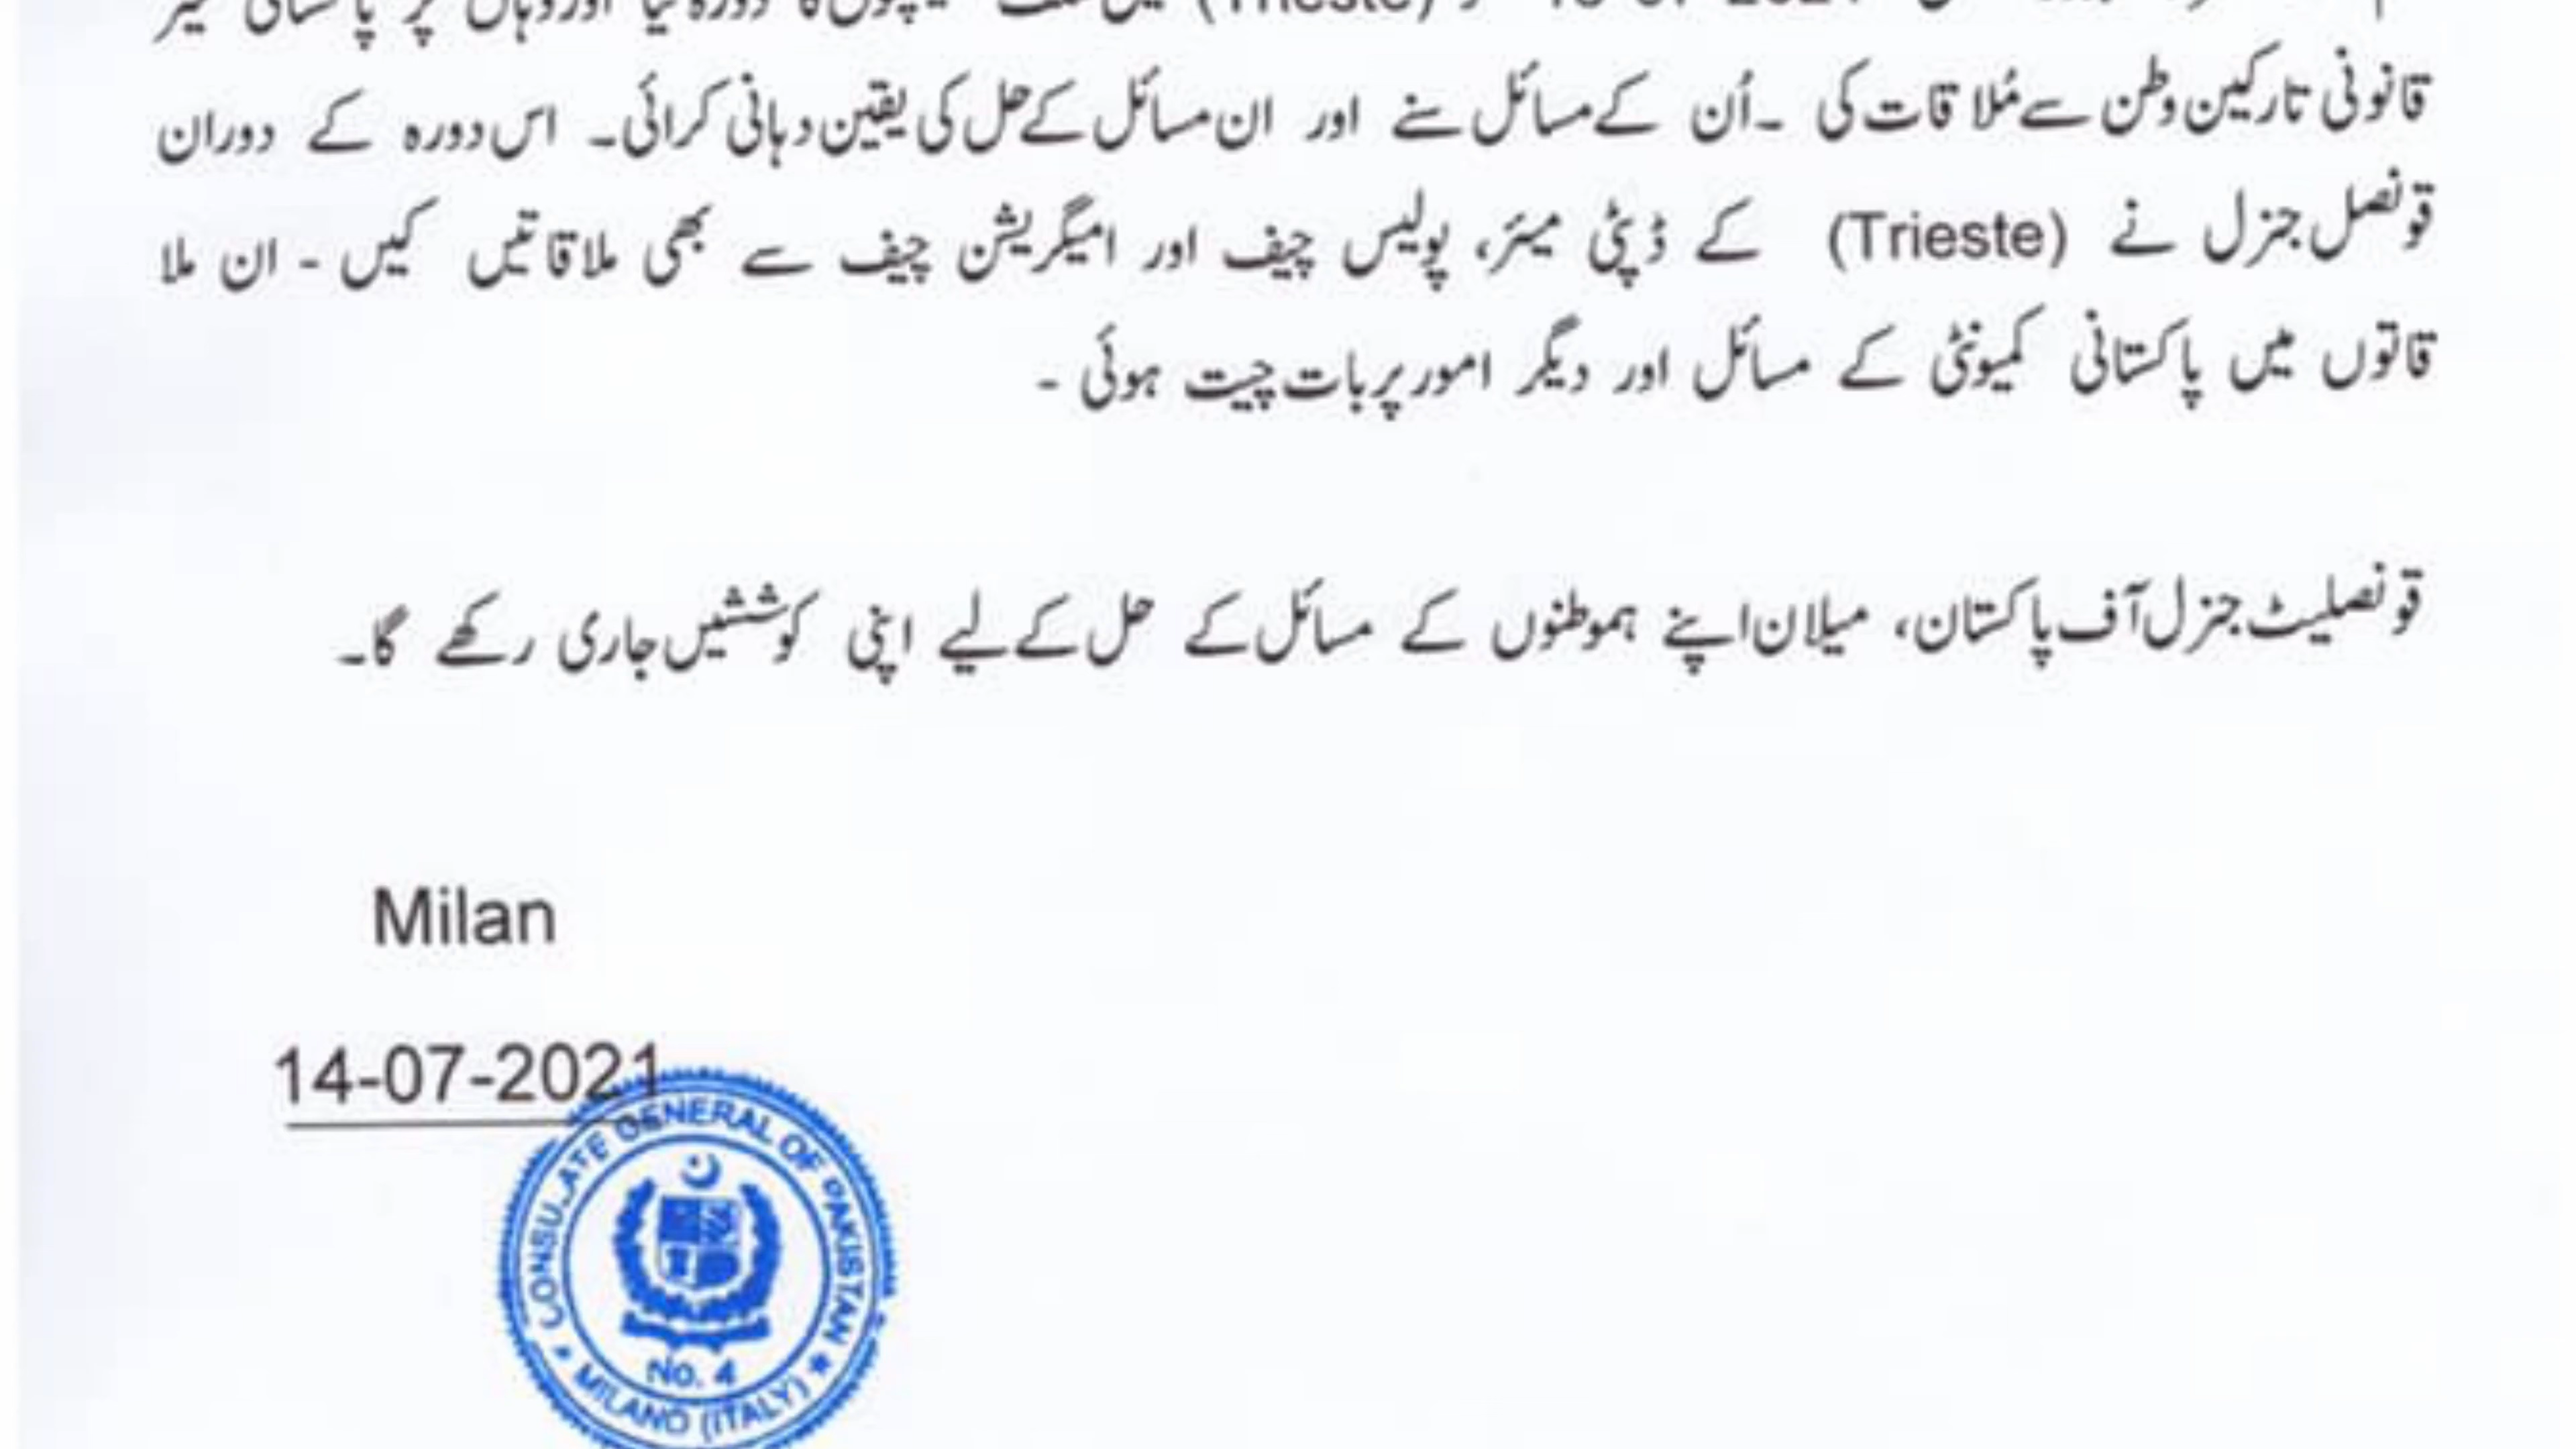 (Trieste)
قانونی تارکین وطن سے مُلاقات کی ۔اُن کے مسائل سنے اور ان مسائل کے حل کی یقین دہانی کرائی۔ اس دورہ کے دوران
قونصل جنرل نے (Trieste) کے ڈپٹی میئر، پولیس چیف اور امیگریشن چیف سے بھی ملاقاتیں کیں - ان ملا
قاتوں میں پاکستانی کمیونٹی کے مسائل اور دیگر امور پر بات چیت ہوئی -
قونصلیٹ جنرل آف پاکستان، میلان اپنے ہموطنوں کے مسائل کے حل کے لیے اپنی کوششیں جاری رکھے گا۔
Milan
14-07-2021
CONSULATE GENERAL OF PAKISTAN
No. 4
* MILANO (ITALY) *